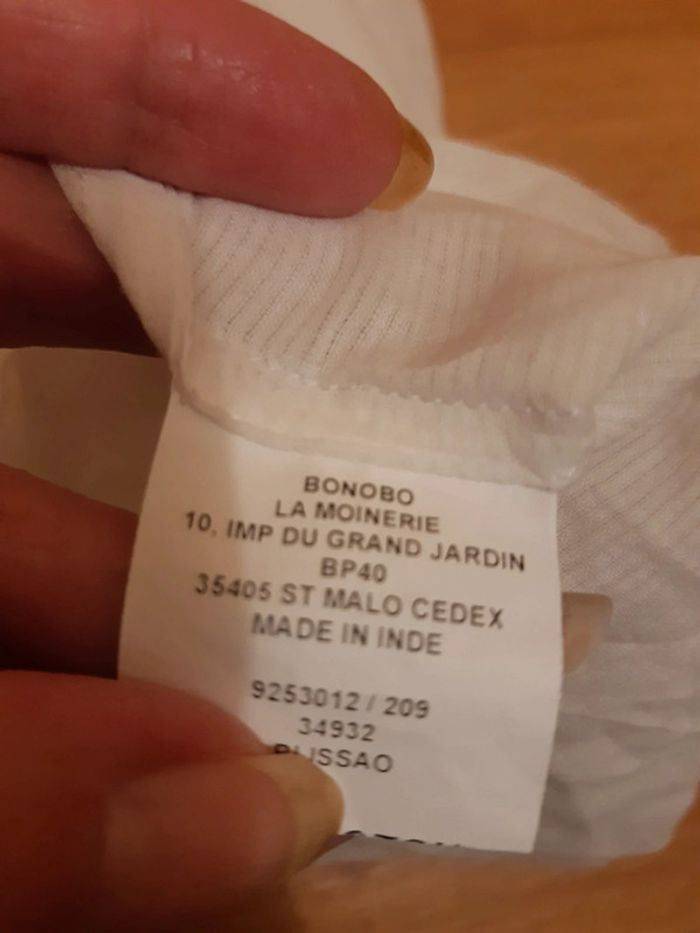 BONOBO
LA MOINERIE
10, IMP DU GRAND JARDIN
BP40
35405 ST MALO CEDEX
MADE IN INDE
9253012 / 209
34932